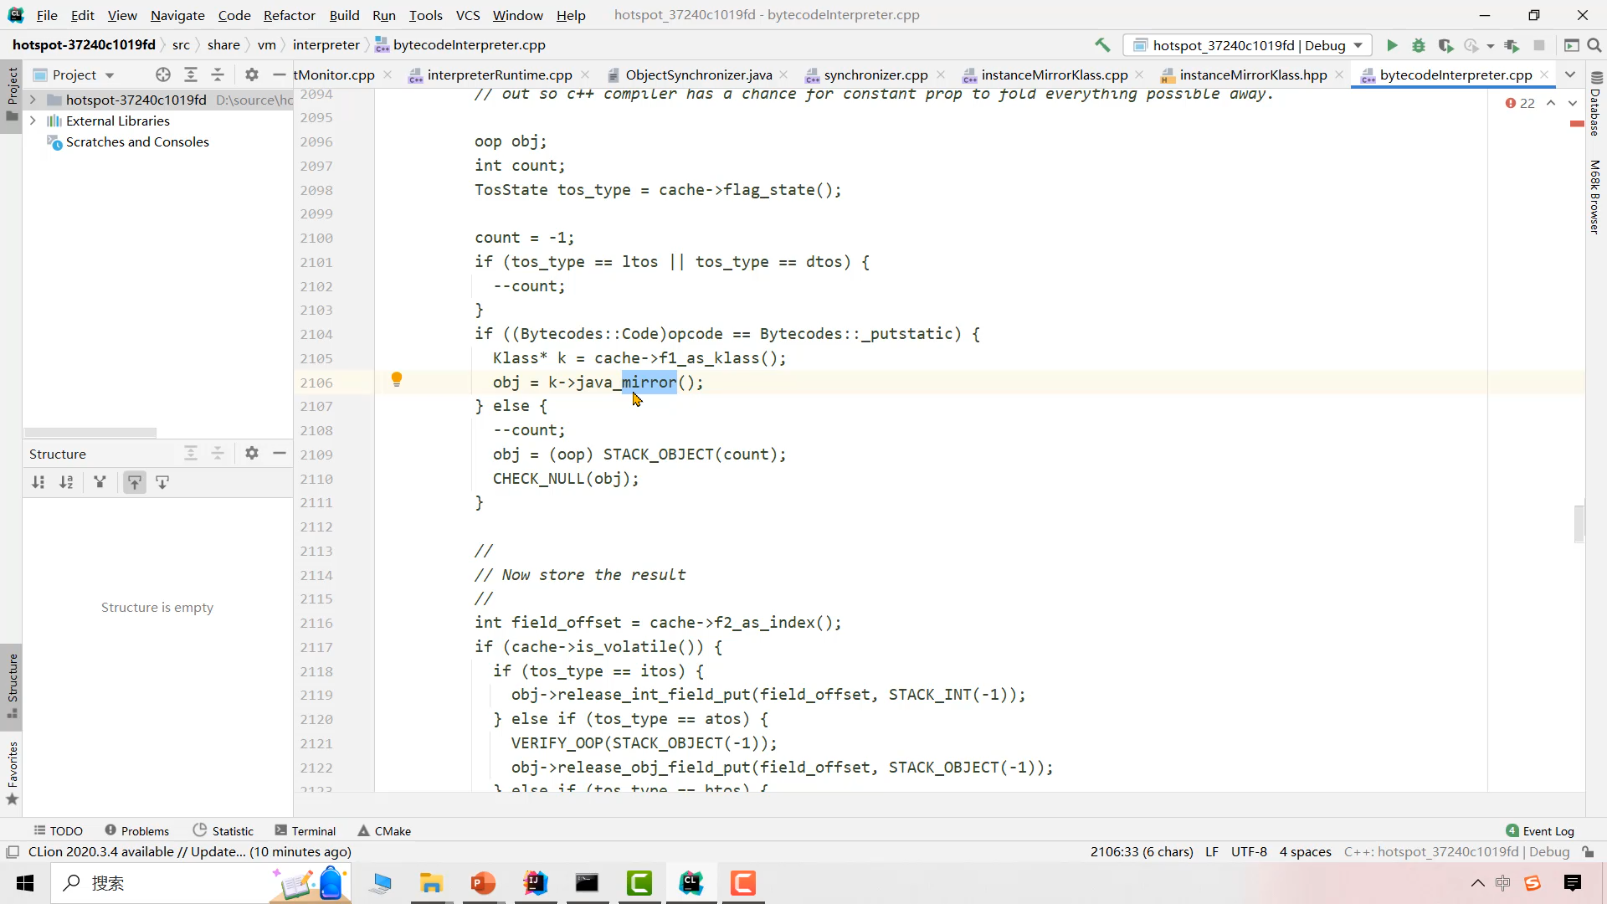 File Edit View Navigate Code Refactor Build Run Tools VCS Window Help hotspot_37240c1019fd - bytecodeInterpreter.cpp
hotspot-37240c1019fd src share vm interpreter bytecodeInterpreter.cpp hotspot_37240c1019fd | Debug
Project tMonitor.cpp interpreterRuntime.cpp ObjectSynchronizer.java synchronizer.cpp instanceMirrorKlass.cpp instanceMirrorKlass.hpp bytecodeInterpreter.cpp
Project
hotspot-37240c1019fd D:\source\ho
External Libraries
Scratches and Consoles
Structure
Structure is empty
Structure
Favorites
2094 // out so c++ compiler has a chance for constant prop to fold everything possible away.
2095
2096 oop obj;
2097 int count;
2098 TosState tos_type = cache->flag_state();
2099
2100 count = -1;
2101 if (tos_type == ltos || tos_type == dtos) {
2102 --count;
2103 }
2104 if ((Bytecodes::Code)opcode == Bytecodes::_putstatic) {
2105 Klass* k = cache->f1_as_klass();
2106 obj = k->java_mirror();
2107 } else {
2108 --count;
2109 obj = (oop) STACK_OBJECT(count);
2110 CHECK_NULL(obj);
2111 }
2112
2113 //
2114 // Now store the result
2115 //
2116 int field_offset = cache->f2_as_index();
2117 if (cache->is_volatile()) {
2118 if (tos_type == itos) {
2119 obj->release_int_field_put(field_offset, STACK_INT(-1));
2120 } else if (tos_type == atos) {
2121 VERIFY_OOP(STACK_OBJECT(-1));
2122 obj->release_obj_field_put(field_offset, STACK_OBJECT(-1));
2123 } else if (tos_type == btos) {
22
Database
M68k Browser
TODO Problems Statistic Terminal CMake 4 Event Log
CLion 2020.3.4 available // Update... (10 minutes ago) 2106:33 (6 chars) LF UTF-8 4 spaces C++: hotspot_37240c1019fd | Debug
搜索 中